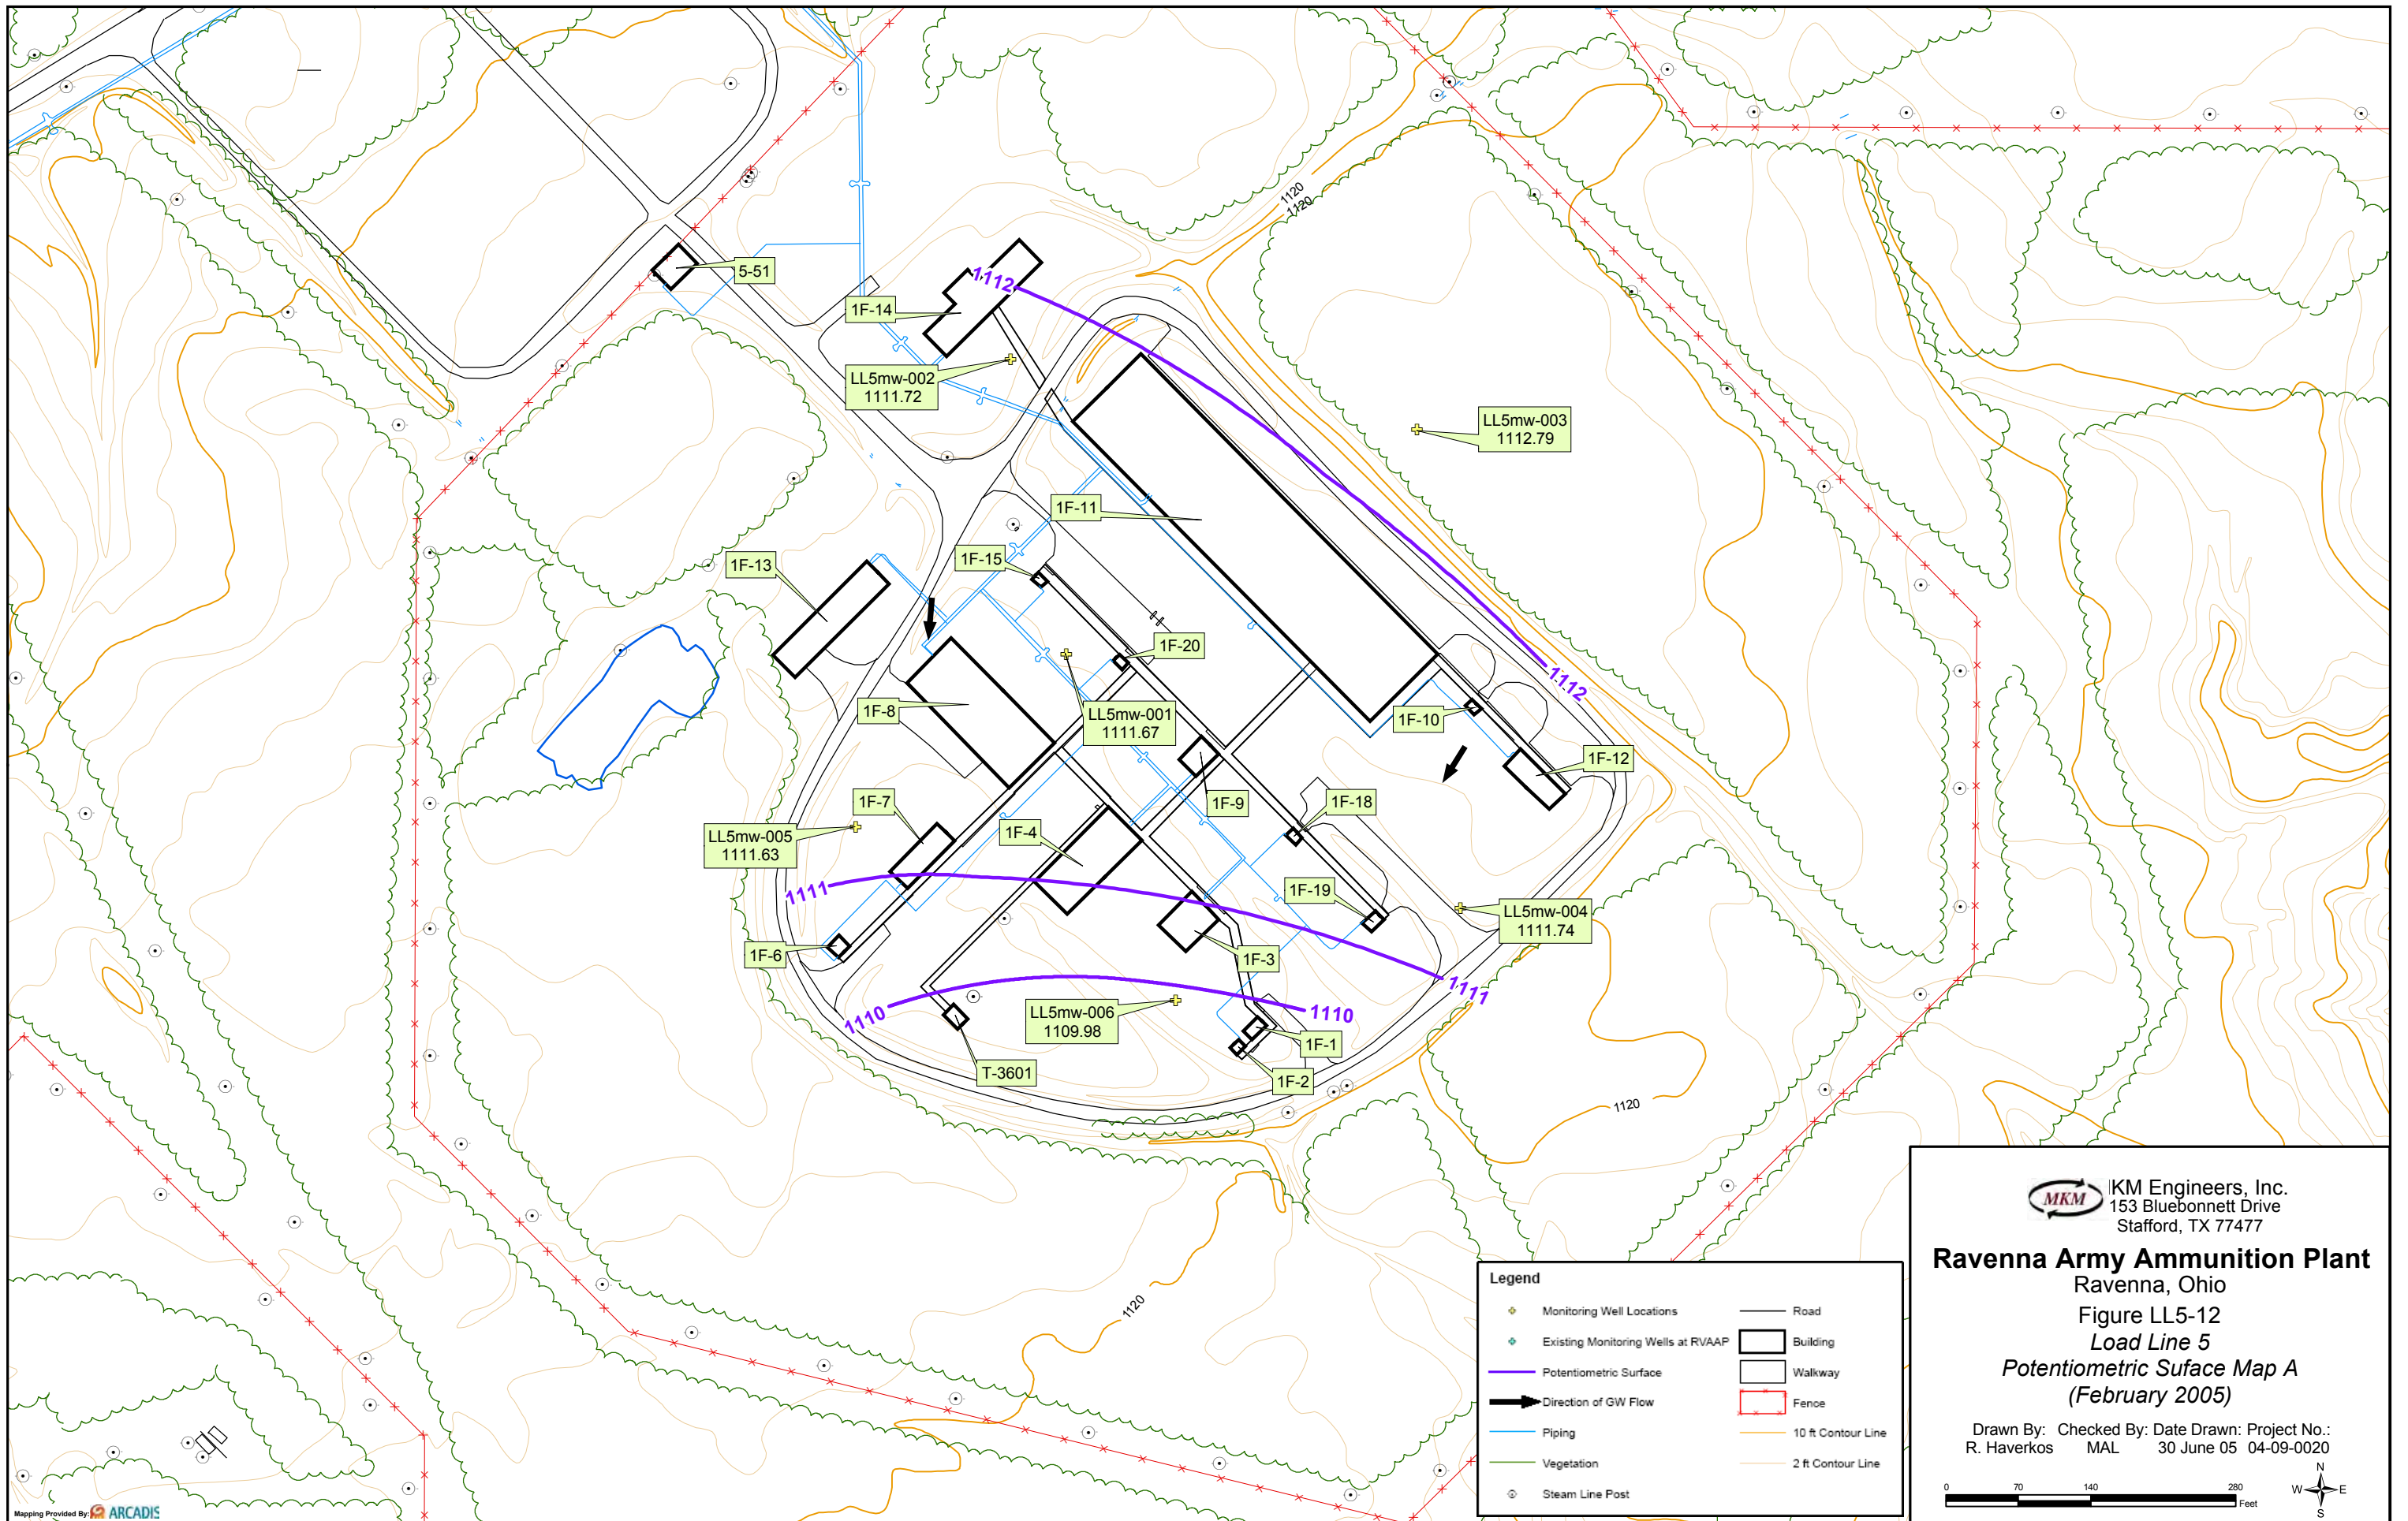 1120
1120
1112
5-51
1F-14
LL5mw-002
1111.72
LL5mw-003
1112.79
1F-11
1F-15
1F-13
1F-20
1112
1F-8
LL5mw-001
1111.67
1F-10
1F-12
1F-7
1F-9
1F-18
LL5mw-005
1111.63
1F-4
1111
1F-19
LL5mw-004
1111.74
1F-6
1F-3
1111
1110
LL5mw-006
1109.98
1110
1F-1
T-3601
1F-2
1120
1120
Legend
Monitoring Well Locations
Existing Monitoring Wells at RVAAP
Potentiometric Surface
Direction of GW Flow
Piping
Vegetation
Steam Line Post
Road
Building
Walkway
Fence
10 ft Contour Line
2 ft Contour Line
MKM
KM Engineers, Inc.
153 Bluebonnett Drive
Stafford, TX 77477
Ravenna Army Ammunition Plant
Ravenna, Ohio
Figure LL5-12
Load Line 5
Potentiometric Suface Map A
(February 2005)
Drawn By: Checked By: Date Drawn: Project No.:
R. Haverkos MAL 30 June 05 04-09-0020
0 70 140 280
Feet
N
W E
S
Mapping Provided By: ARCADIS